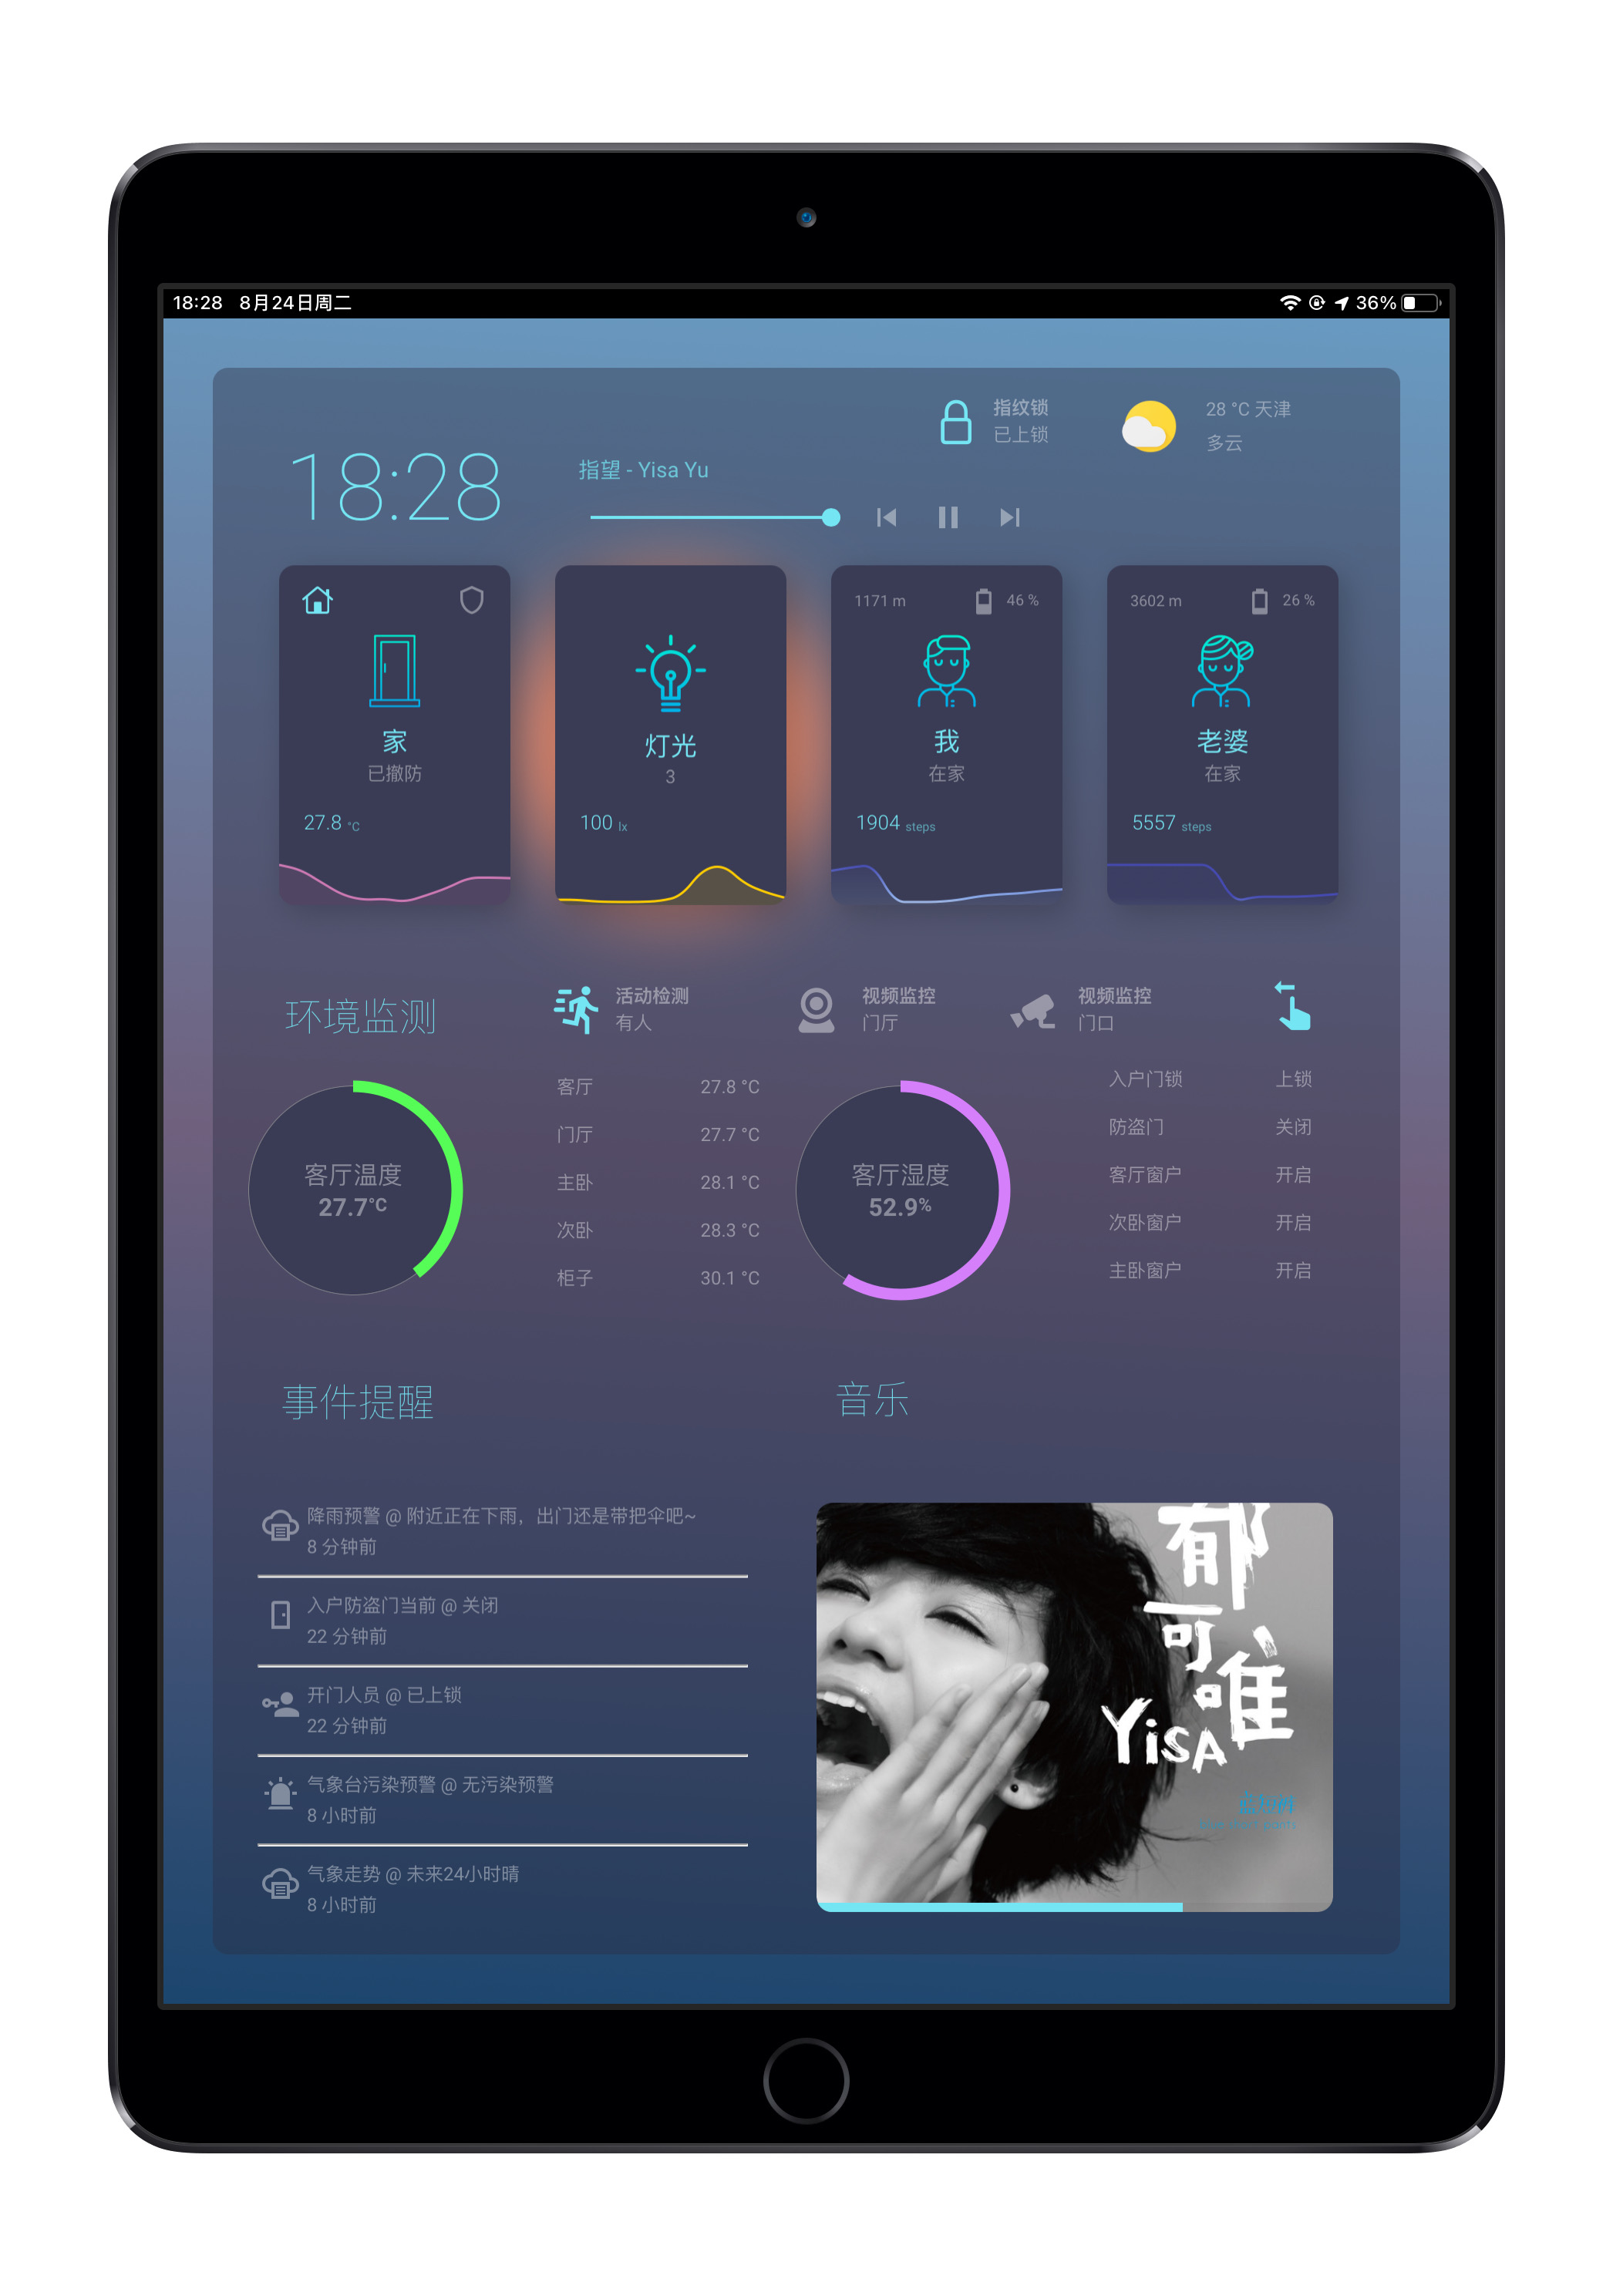 18:28 8月24日周二
36%
指纹锁
已上锁
28 °C 天津
多云
18:28
指望 - Yisa Yu
家
已撤防
27.8 °C
灯光
3
100 lx
1171 m 46 %
我
在家
1904 steps
3602 m 26 %
老婆
在家
5557 steps
环境监测
活动检测
有人
视频监控
门厅
视频监控
门口
客厅温度
27.7°C
客厅 27.8 °C
门厅 27.7 °C
主卧 28.1 °C
次卧 28.3 °C
柜子 30.1 °C
客厅湿度
52.9%
入户门锁 上锁
防盗门 关闭
客厅窗户 开启
次卧窗户 开启
主卧窗户 开启
事件提醒
降雨预警 @ 附近正在下雨，出门还是带把伞吧~
8 分钟前
入户防盗门当前 @ 关闭
22 分钟前
开门人员 @ 已上锁
22 分钟前
气象台污染预警 @ 无污染预警
8 小时前
气象走势 @ 未来24小时晴
8 小时前
音乐
郁可唯
YiSA
蓝短裤